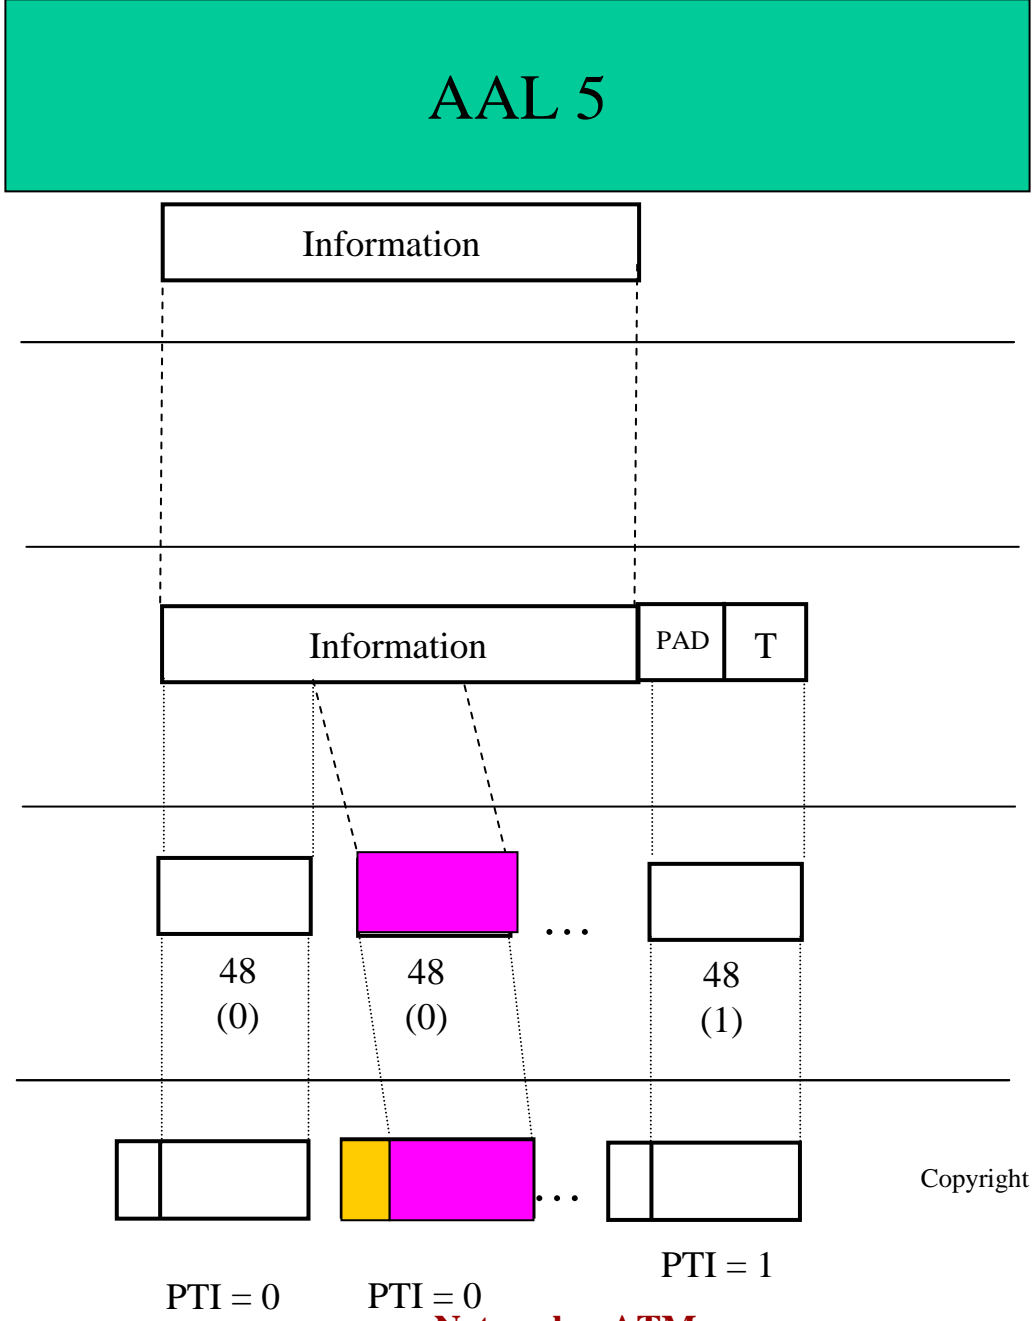 AAL 5
Information
Information
PAD
T
…
48
(0)
48
(0)
48
(1)
Copyright
…
PTI = 1
PTI = 0
PTI = 0